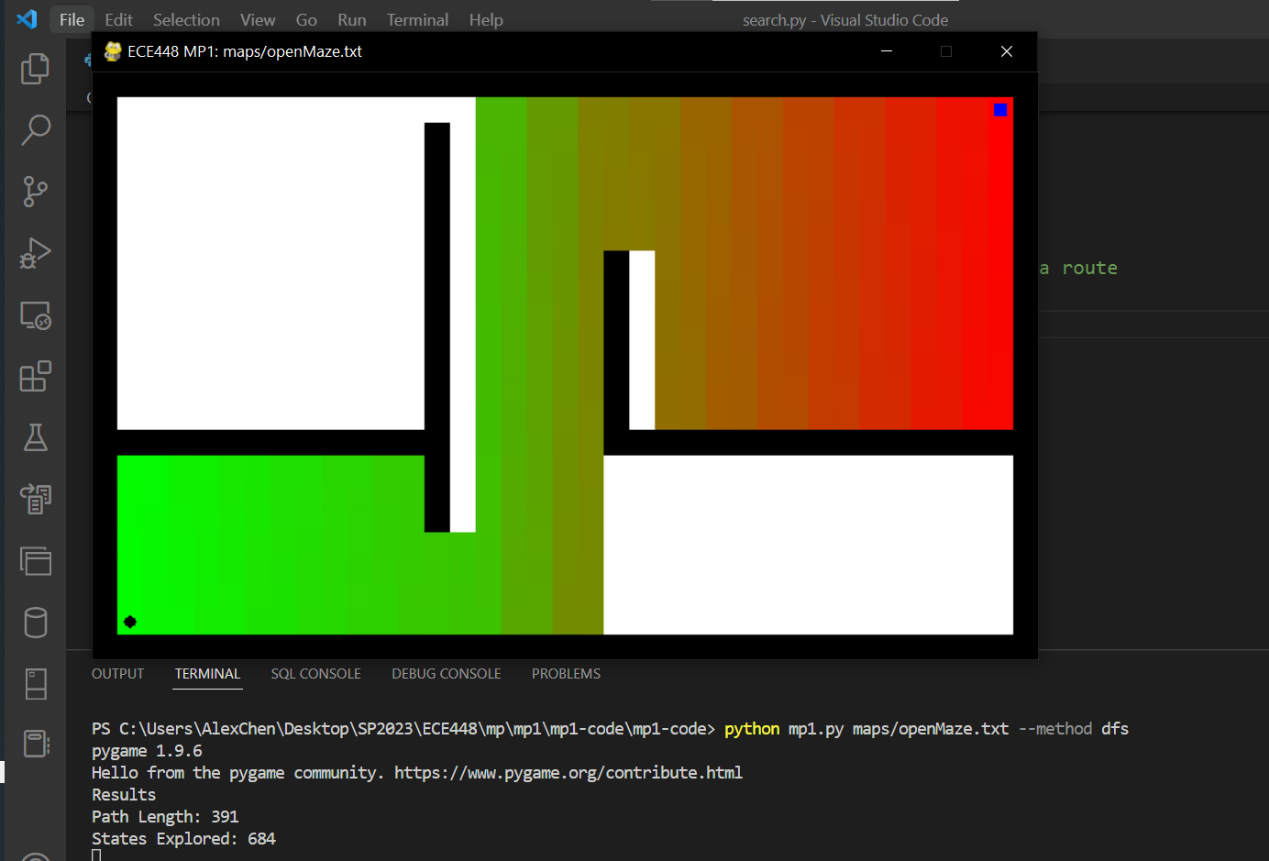 File Edit Selection View Go Run Terminal Help search.py - Visual Studio Code
ECE448 MP1: maps/openMaze.txt
a route
OUTPUT TERMINAL SQL CONSOLE DEBUG CONSOLE PROBLEMS
PS C:\Users\AlexChen\Desktop\SP2023\ECE448\mp\mp1\mp1-code\mp1-code> python mp1.py maps/openMaze.txt --method dfs
pygame 1.9.6
Hello from the pygame community. https://www.pygame.org/contribute.html
Results
Path Length: 391
States Explored: 684